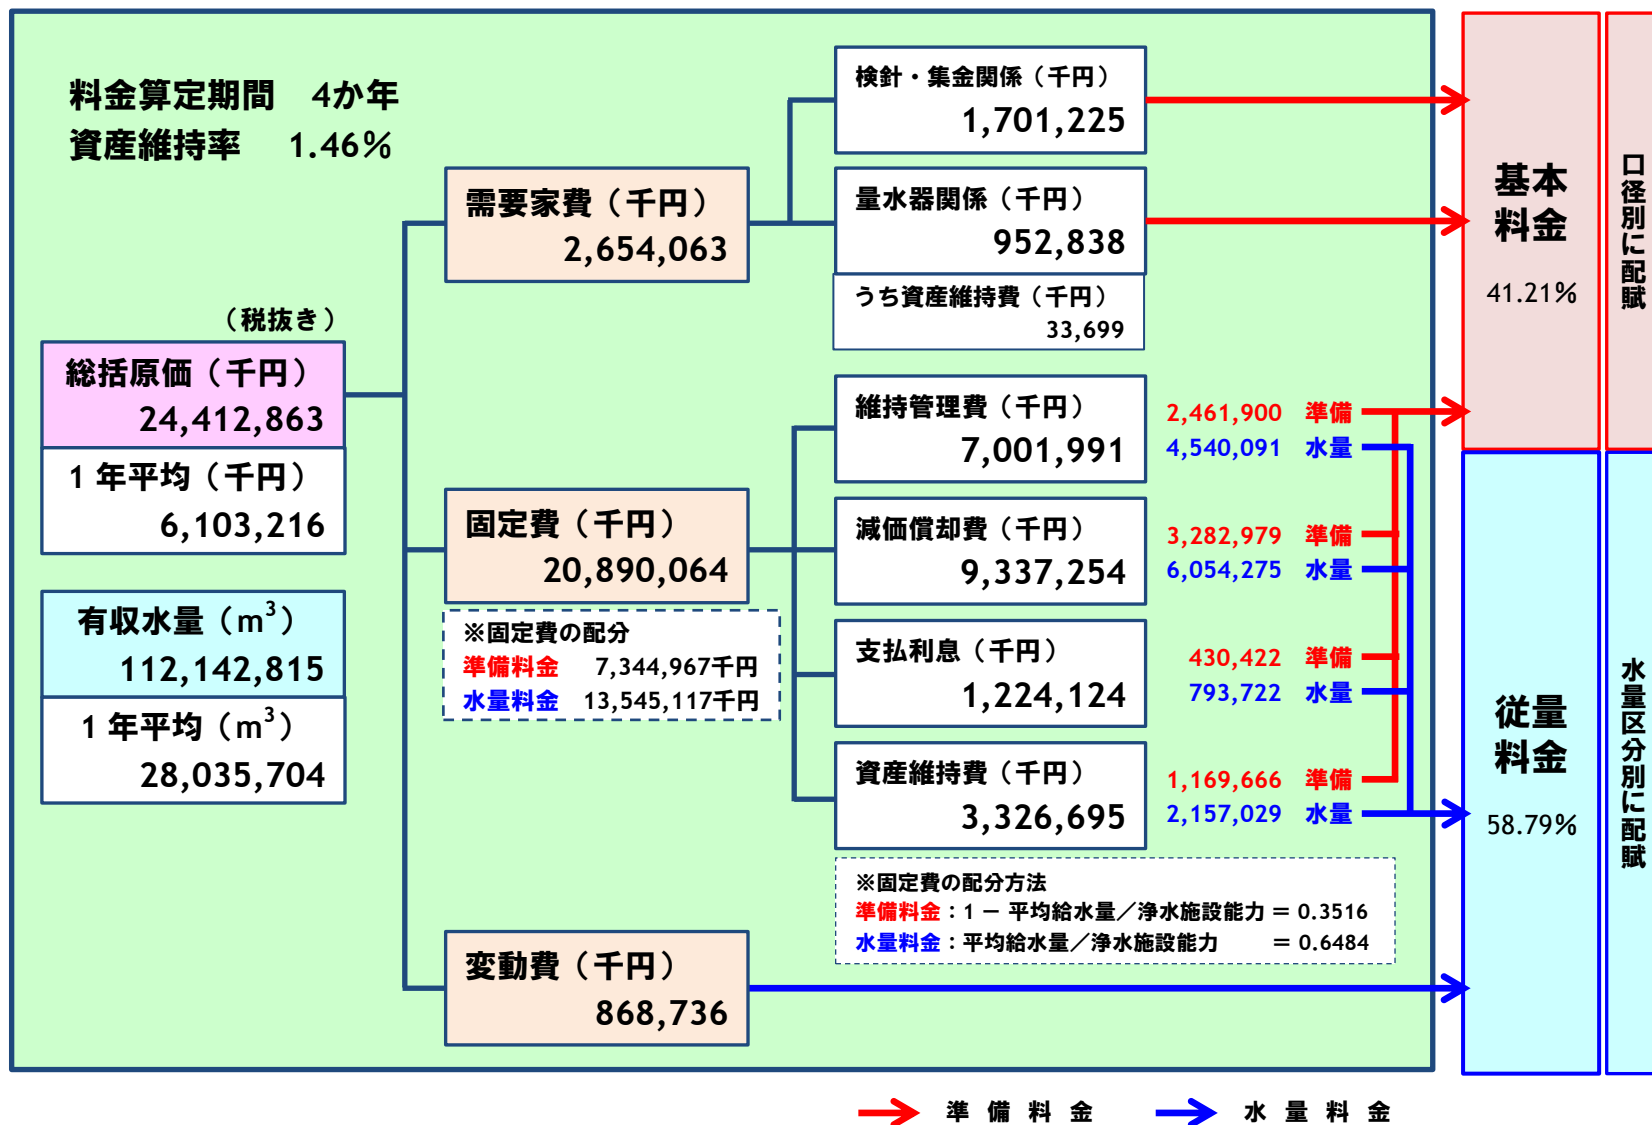 料金算定期間　4か年
資産維持率　1.46%
（税抜き）
総括原価（千円）
24,412,863
1 年平均（千円）
6,103,216
有収水量（m³）
112,142,815
1 年平均（m³）
28,035,704
需要家費（千円）
2,654,063
固定費（千円）
20,890,064
※固定費の配分
準備料金　7,344,967千円
水量料金　13,545,117千円
変動費（千円）
868,736
検針・集金関係（千円）
1,701,225
量水器関係（千円）
952,838
うち資産維持費（千円）
33,699
維持管理費（千円）
7,001,991
2,461,900　準備
4,540,091　水量
減価償却費（千円）
9,337,254
3,282,979　準備
6,054,275　水量
支払利息（千円）
1,224,124
430,422　準備
793,722　水量
資産維持費（千円）
3,326,695
1,169,666　準備
2,157,029　水量
※固定費の配分方法
準備料金：1 － 平均給水量／浄水施設能力 ＝ 0.3516
水量料金：平均給水量／浄水施設能力　　＝ 0.6484
基本
料金
41.21%
口径別に配賦
従量
料金
58.79%
水量区分別に配賦
準 備 料 金
水 量 料 金